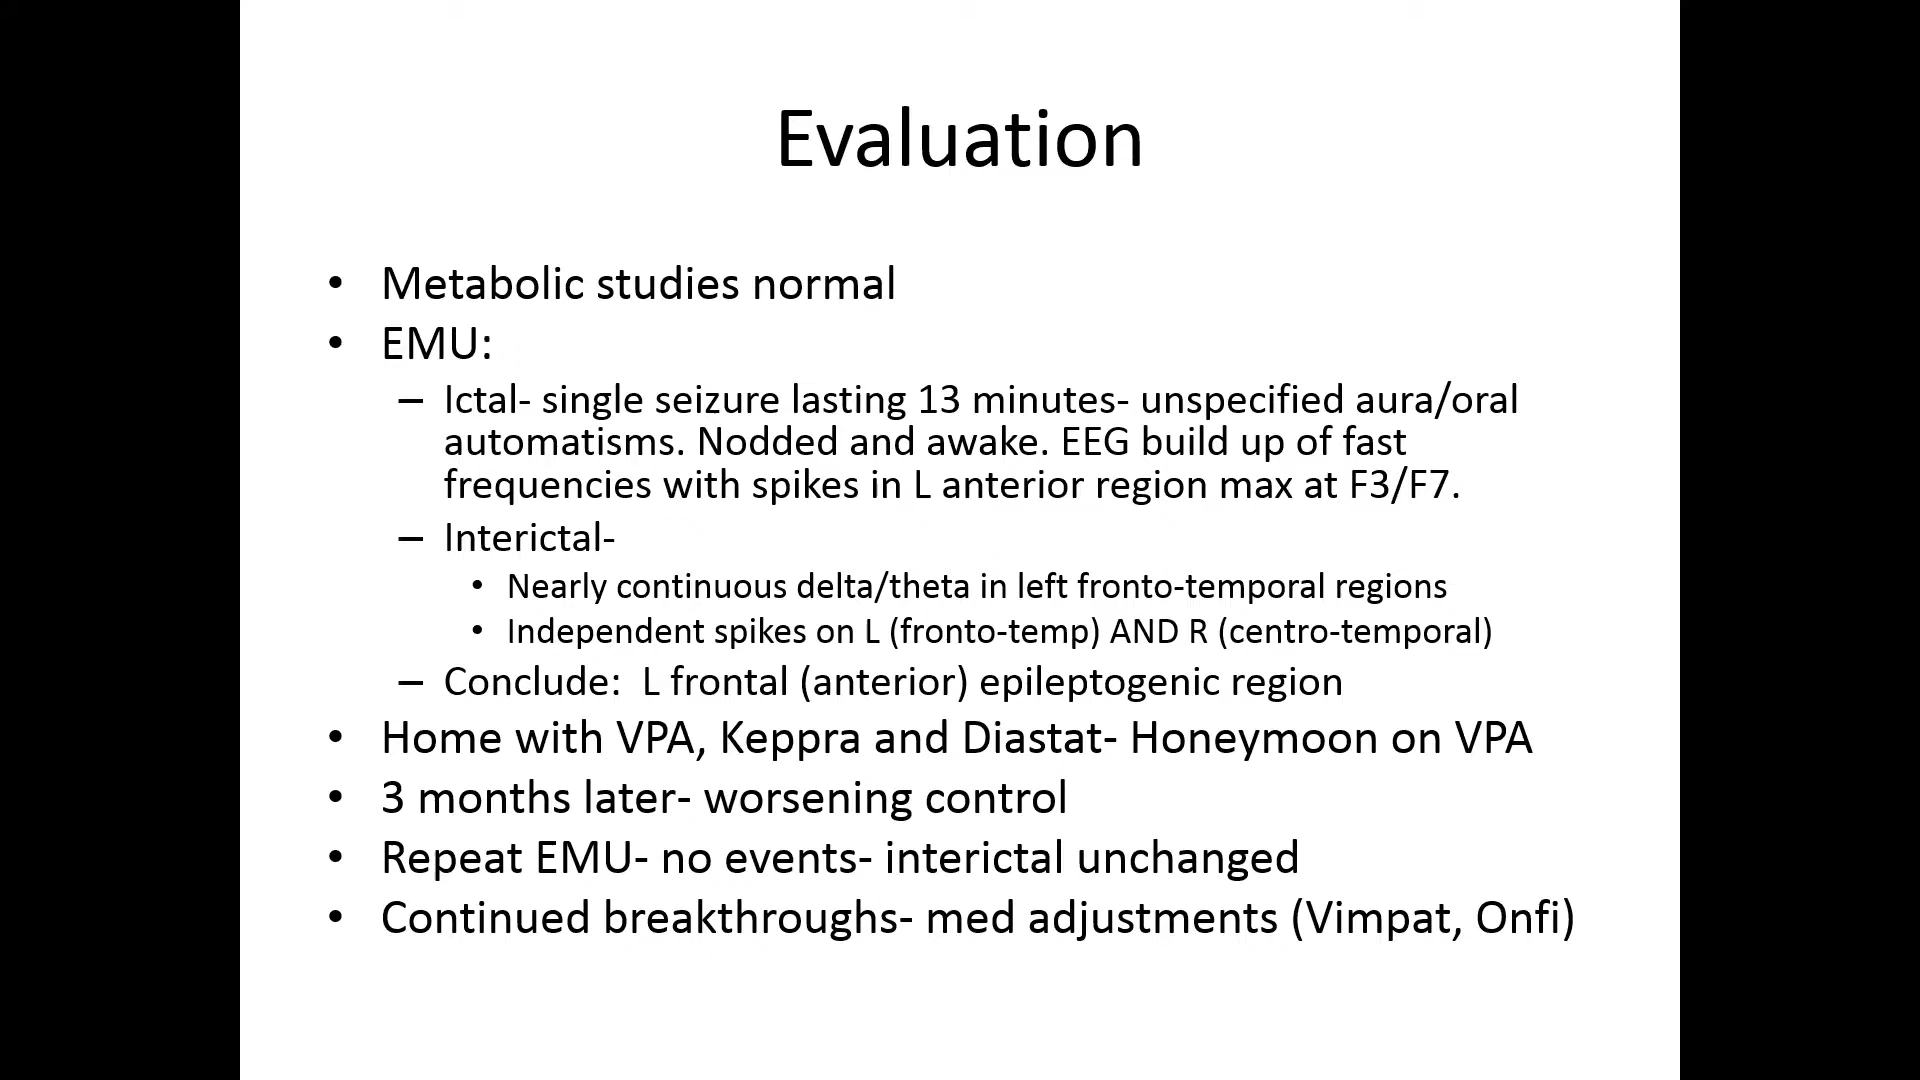 Evaluation
• Metabolic studies normal
• EMU:
– Ictal- single seizure lasting 13 minutes- unspecified aura/oral
automatisms. Nodded and awake. EEG build up of fast
frequencies with spikes in L anterior region max at F3/F7.
– Interictal-
• Nearly continuous delta/theta in left fronto-temporal regions
• Independent spikes on L (fronto-temp) AND R (centro-temporal)
– Conclude:  L frontal (anterior) epileptogenic region
• Home with VPA, Keppra and Diastat- Honeymoon on VPA
• 3 months later- worsening control
• Repeat EMU- no events- interictal unchanged
• Continued breakthroughs- med adjustments (Vimpat, Onfi)